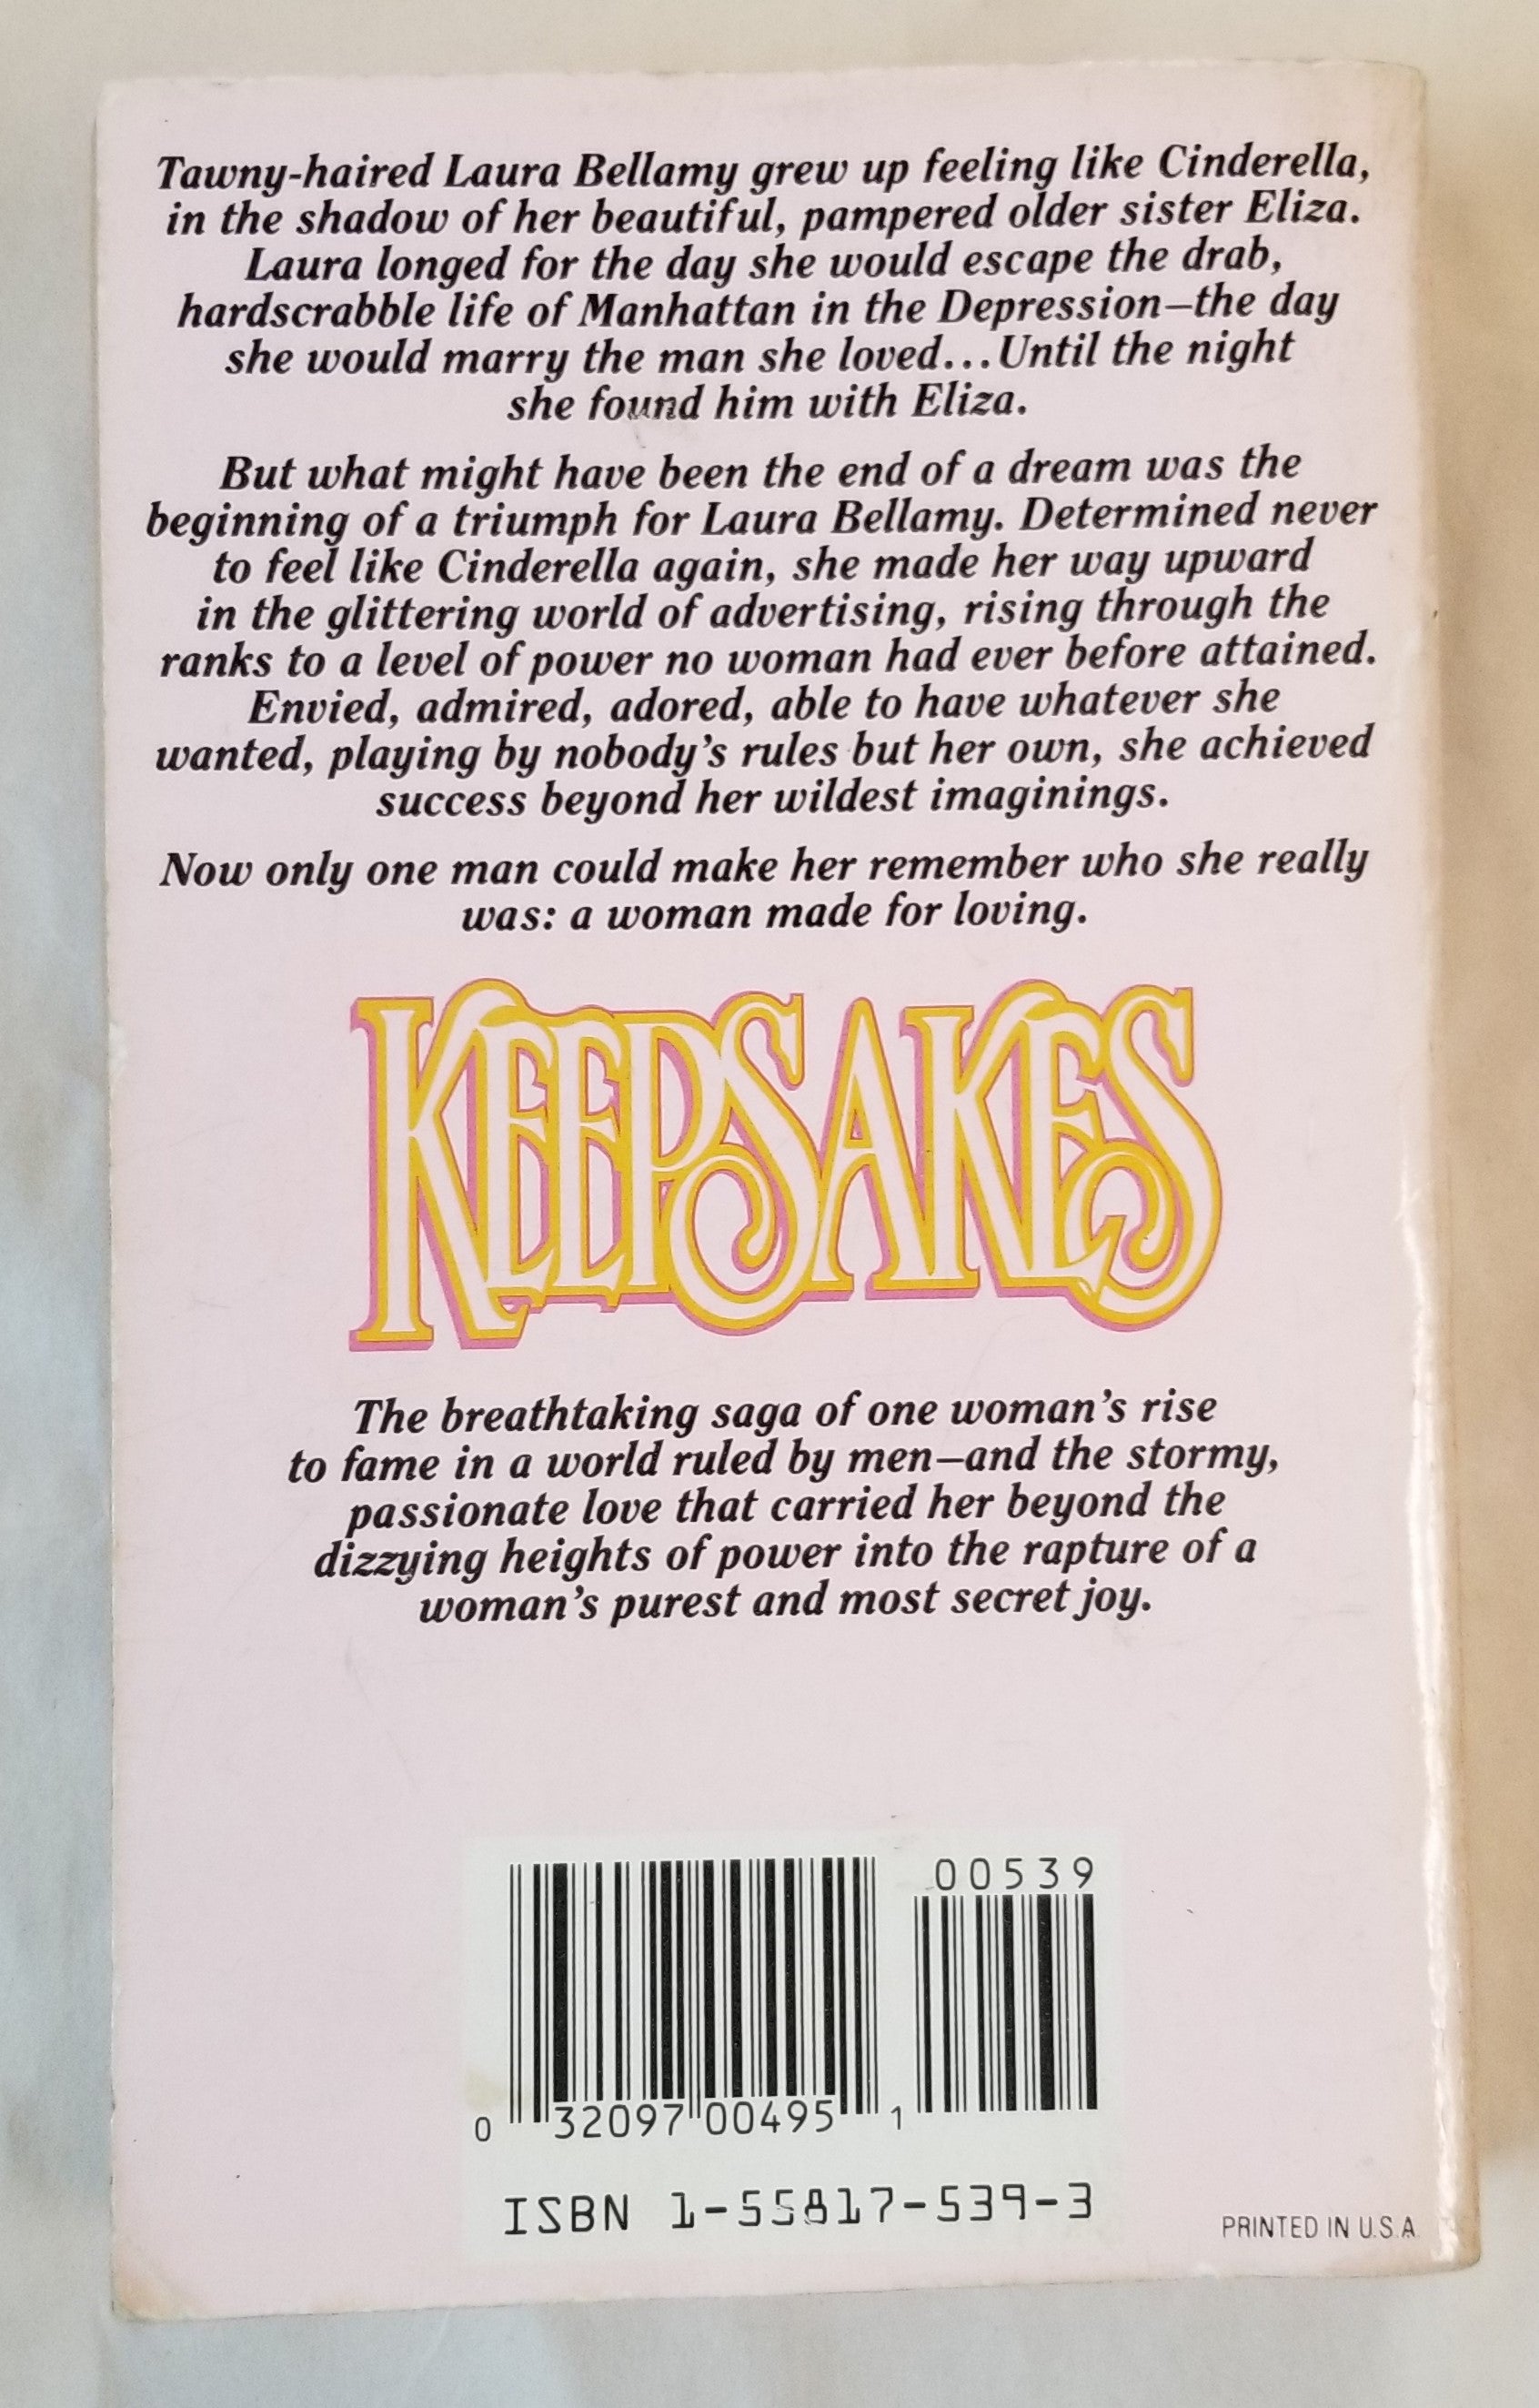 Tawny-haired Laura Bellamy grew up feeling like Cinderella,
in the shadow of her beautiful, pampered older sister Eliza.
Laura longed for the day she would escape the drab,
hardscrabble life of Manhattan in the Depression—the day
she would marry the man she loved...Until the night
she found him with Eliza.
But what might have been the end of a dream was the
beginning of a triumph for Laura Bellamy. Determined never
to feel like Cinderella again, she made her way upward
in the glittering world of advertising, rising through the
ranks to a level of power no woman had ever before attained.
Envied, admired, adored, able to have whatever she
wanted, playing by nobody's rules but her own, she achieved
success beyond her wildest imaginings.
Now only one man could make her remember who she really
was: a woman made for loving.
KEEPSAKES
The breathtaking saga of one woman's rise
to fame in a world ruled by men—and the stormy,
passionate love that carried her beyond the
dizzying heights of power into the rapture of a
woman's purest and most secret joy.
00539
0 32097 00495 1
ISBN 1-55817-539-3
PRINTED IN U.S.A.